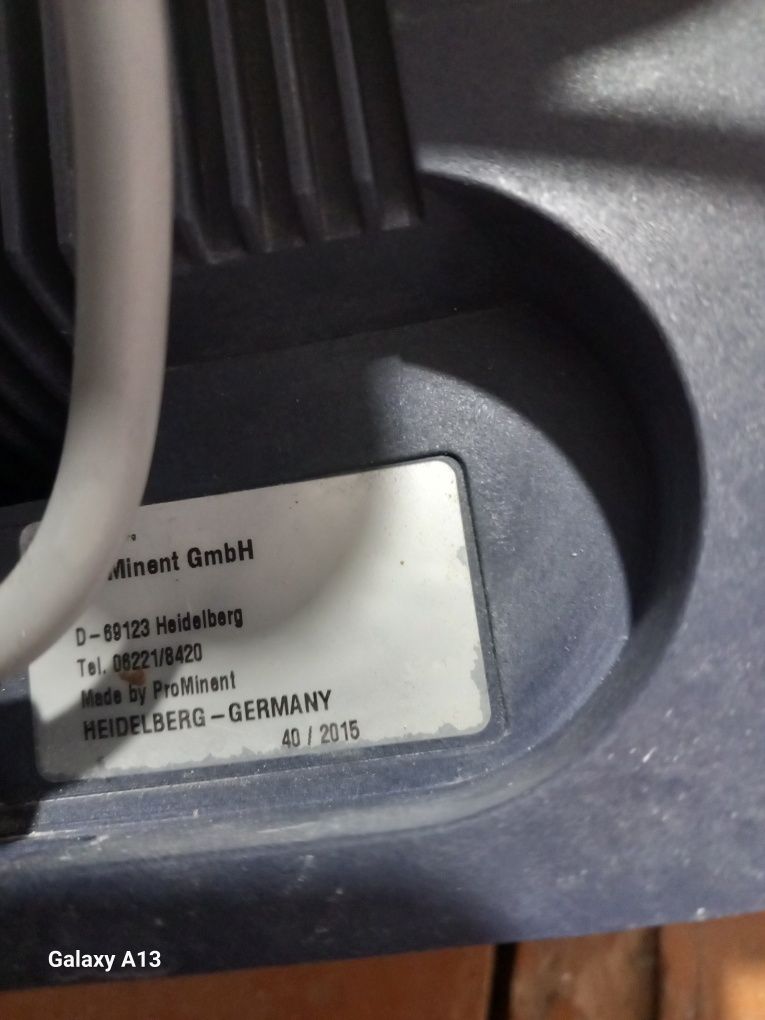 Minent GmbH
D-69123 Heidelberg
Tel. 06221/8420
Made by ProMinent
HEIDELBERG - GERMANY
40 / 2015
Galaxy A13